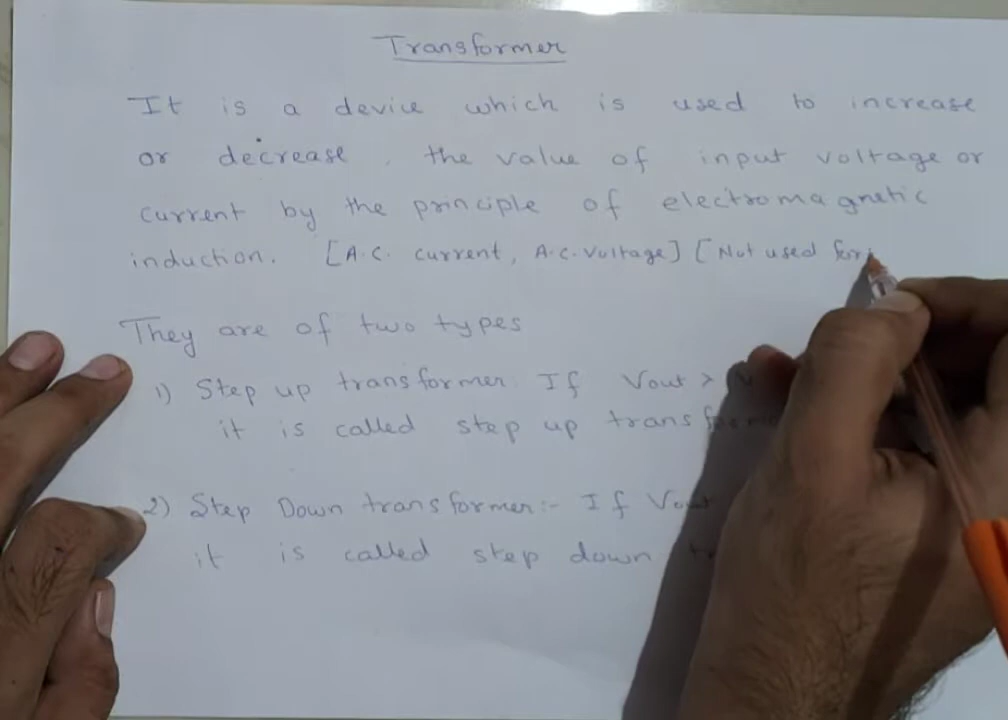 Transformer
It is a device which is used to increase
or decrease the value of input voltage or
current by the principle of electromagnetic
induction. [A.C. current, A.C. Voltage] [Not used for
They are of two types
1) Step up transformer If Vout >
it is called step up transform
2) Step Down transformer:- If Vout
it is called step down